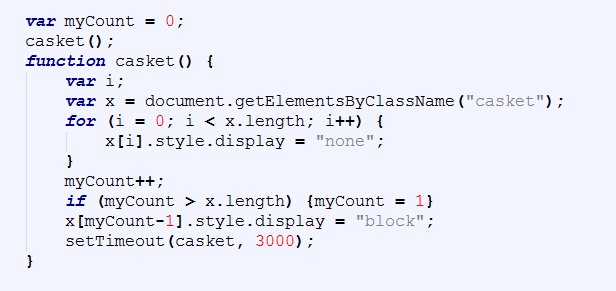 var myCount = 0;
casket();
function casket() {
    var i;
    var x = document.getElementsByClassName("casket");
    for (i = 0; i < x.length; i++) {
        x[i].style.display = "none";
    }
    myCount++;
    if (myCount > x.length) {myCount = 1}
    x[myCount-1].style.display = "block";
    setTimeout(casket, 3000);
}